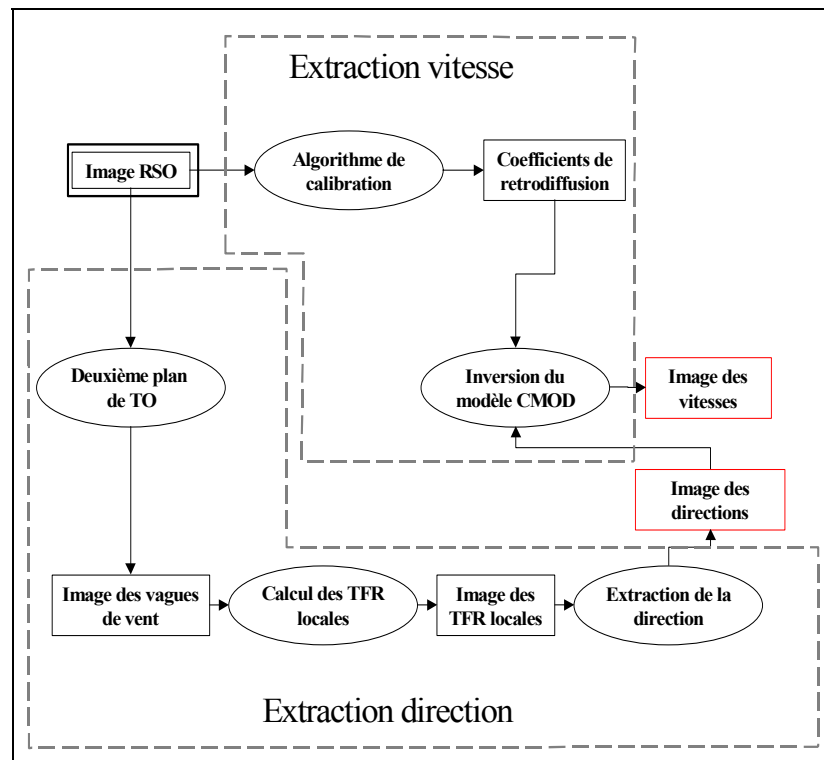 Extraction vitesse
Image RSO
Algorithme de
calibration
Coefficients de
retrodiffusion
Deuxième plan
de TO
Inversion du
modèle CMOD
Image des
vitesses
Image des
directions
Image des vagues
de vent
Calcul des TFR
locales
Image des
TFR locales
Extraction de la
direction
Extraction direction